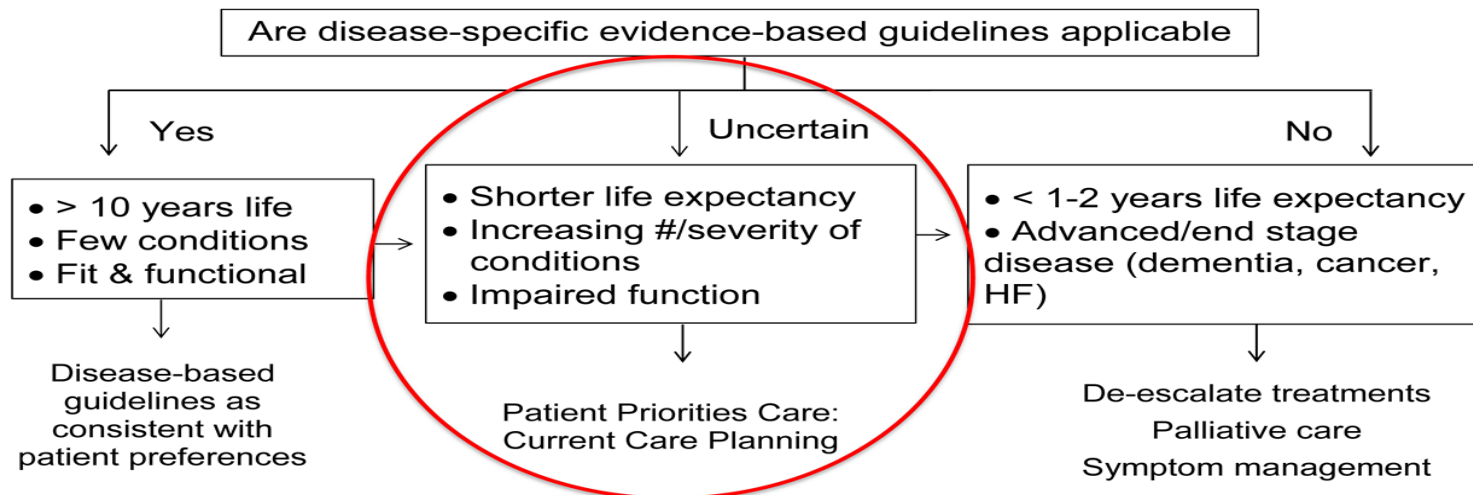 Are disease-specific evidence-based guidelines applicable
Yes
Uncertain
No
• > 10 years life
• Few conditions
• Fit & functional
• Shorter life expectancy
• Increasing #/severity of
conditions
• Impaired function
• < 1-2 years life expectancy
• Advanced/end stage
disease (dementia, cancer,
HF)
Disease-based
guidelines as
consistent with
patient preferences
Patient Priorities Care:
Current Care Planning
De-escalate treatments
Palliative care
Symptom management